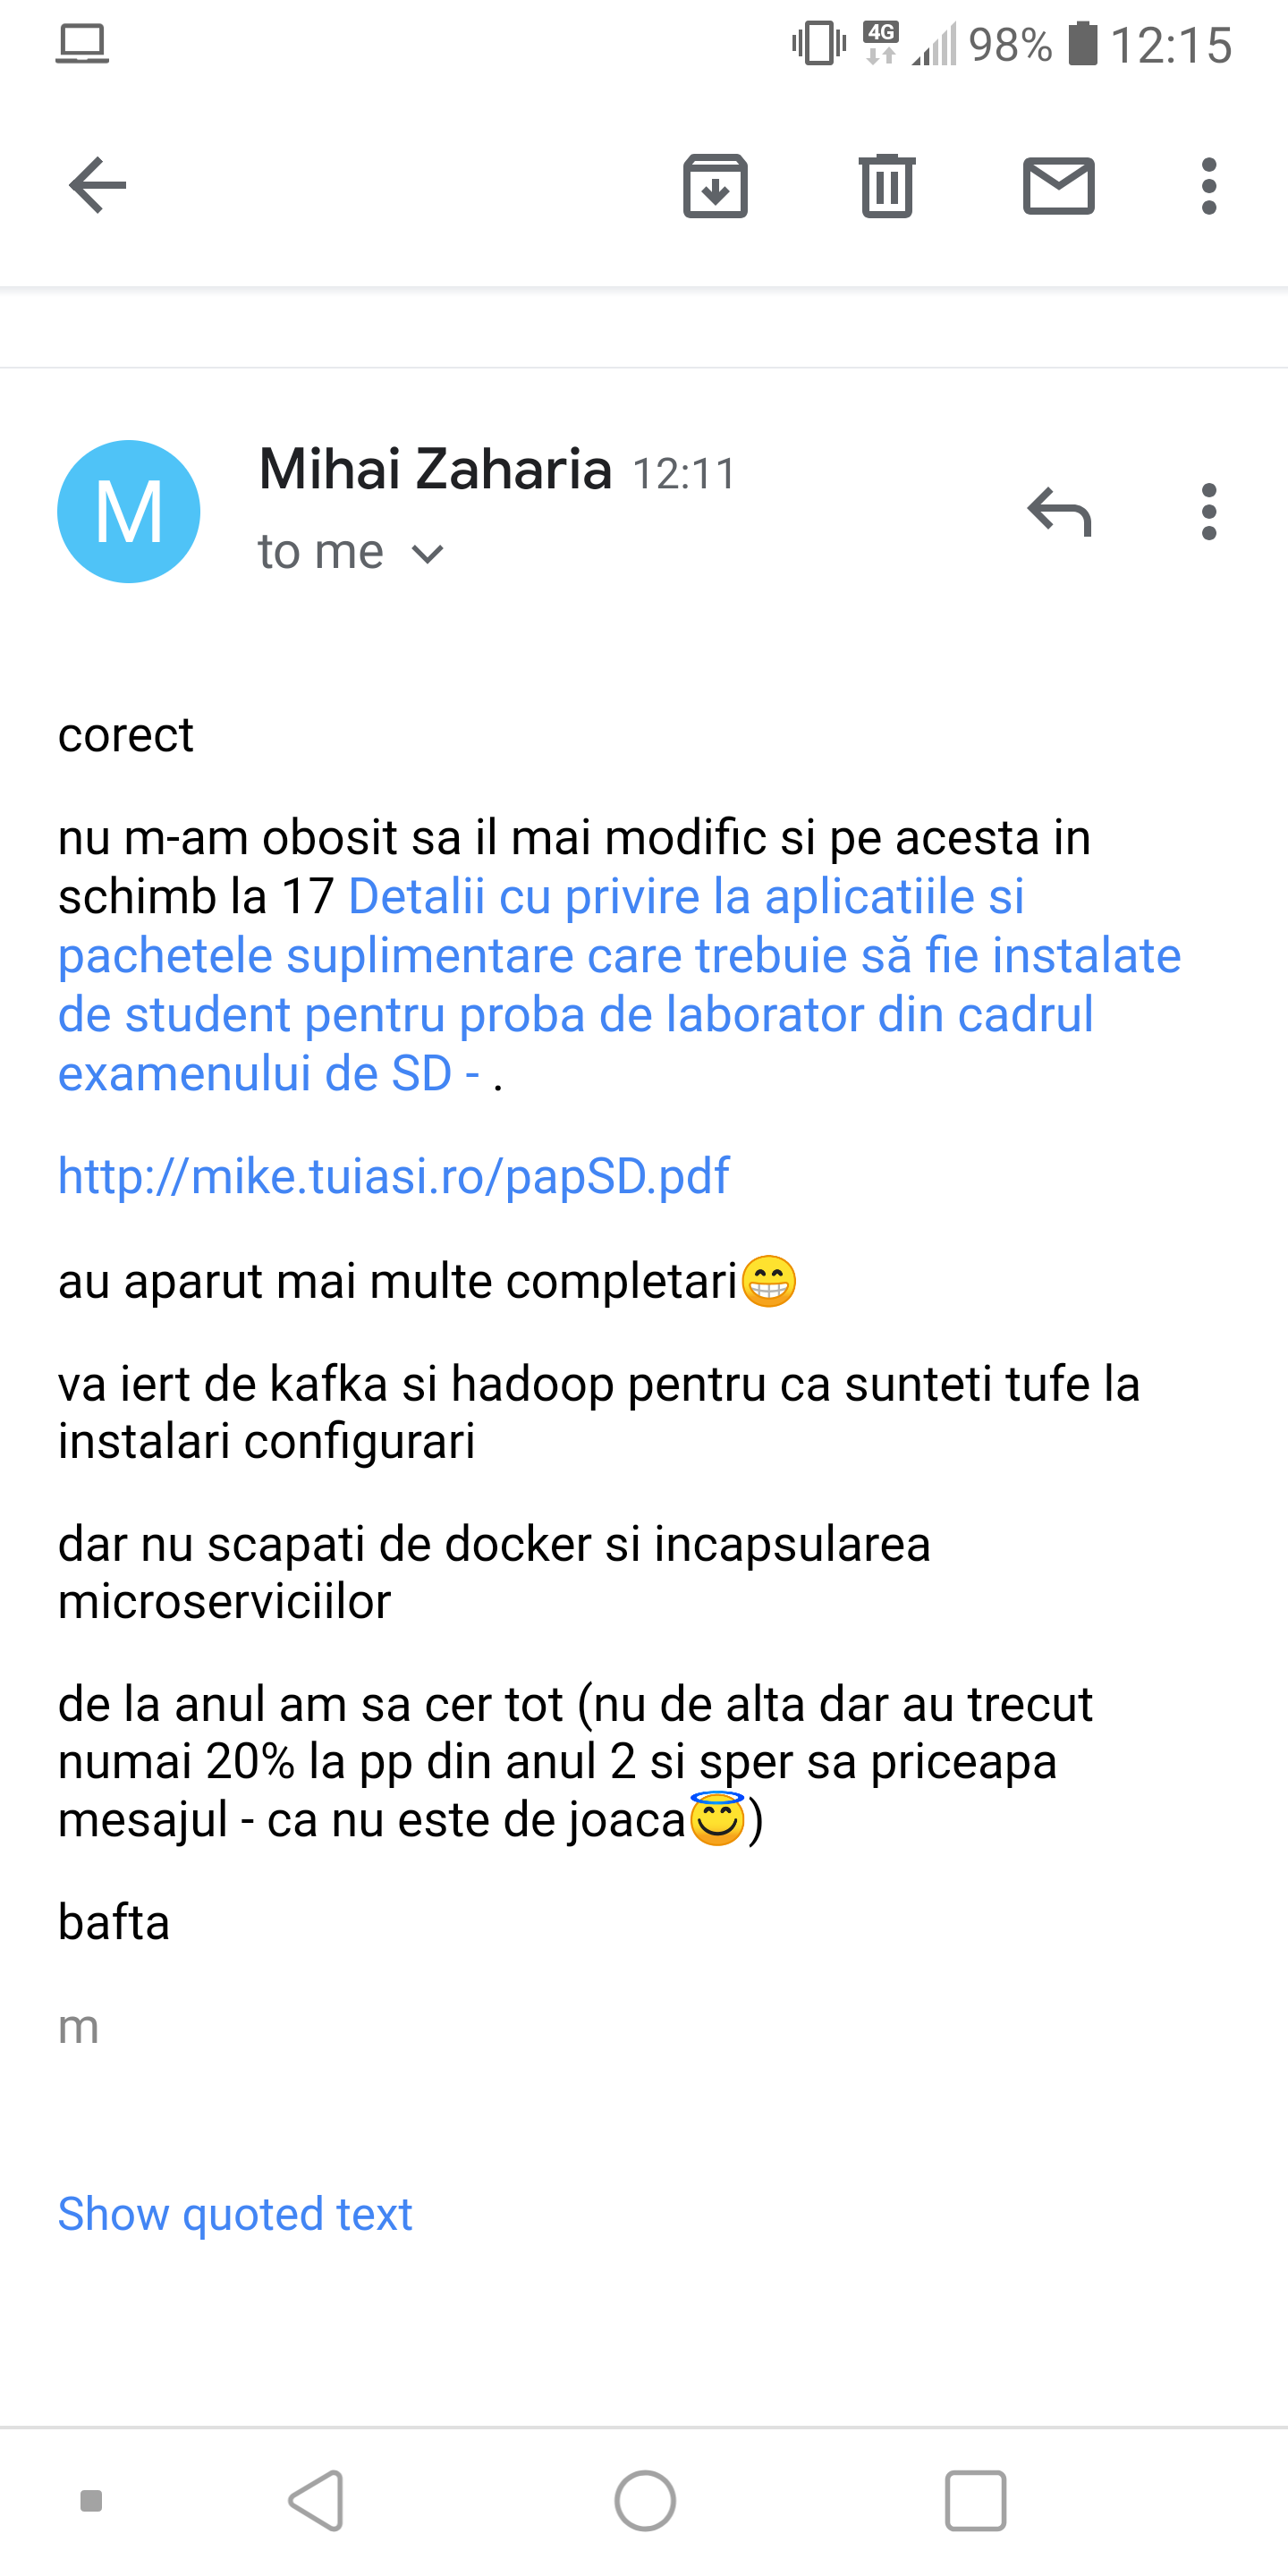 4G 98% 12:15
M
Mihai Zaharia 12:11
to me
corect
nu m-am obosit sa il mai modific si pe acesta in
schimb la 17 Detalii cu privire la aplicatiile si
pachetele suplimentare care trebuie să fie instalate
de student pentru proba de laborator din cadrul
examenului de SD - .
http://mike.tuiasi.ro/papSD.pdf
au aparut mai multe completari😁
va iert de kafka si hadoop pentru ca sunteti tufe la
instalari configurari
dar nu scapati de docker si incapsularea
microserviciilor
de la anul am sa cer tot (nu de alta dar au trecut
numai 20% la pp din anul 2 si sper sa priceapa
mesajul - ca nu este de joaca😇)
bafta
m
Show quoted text